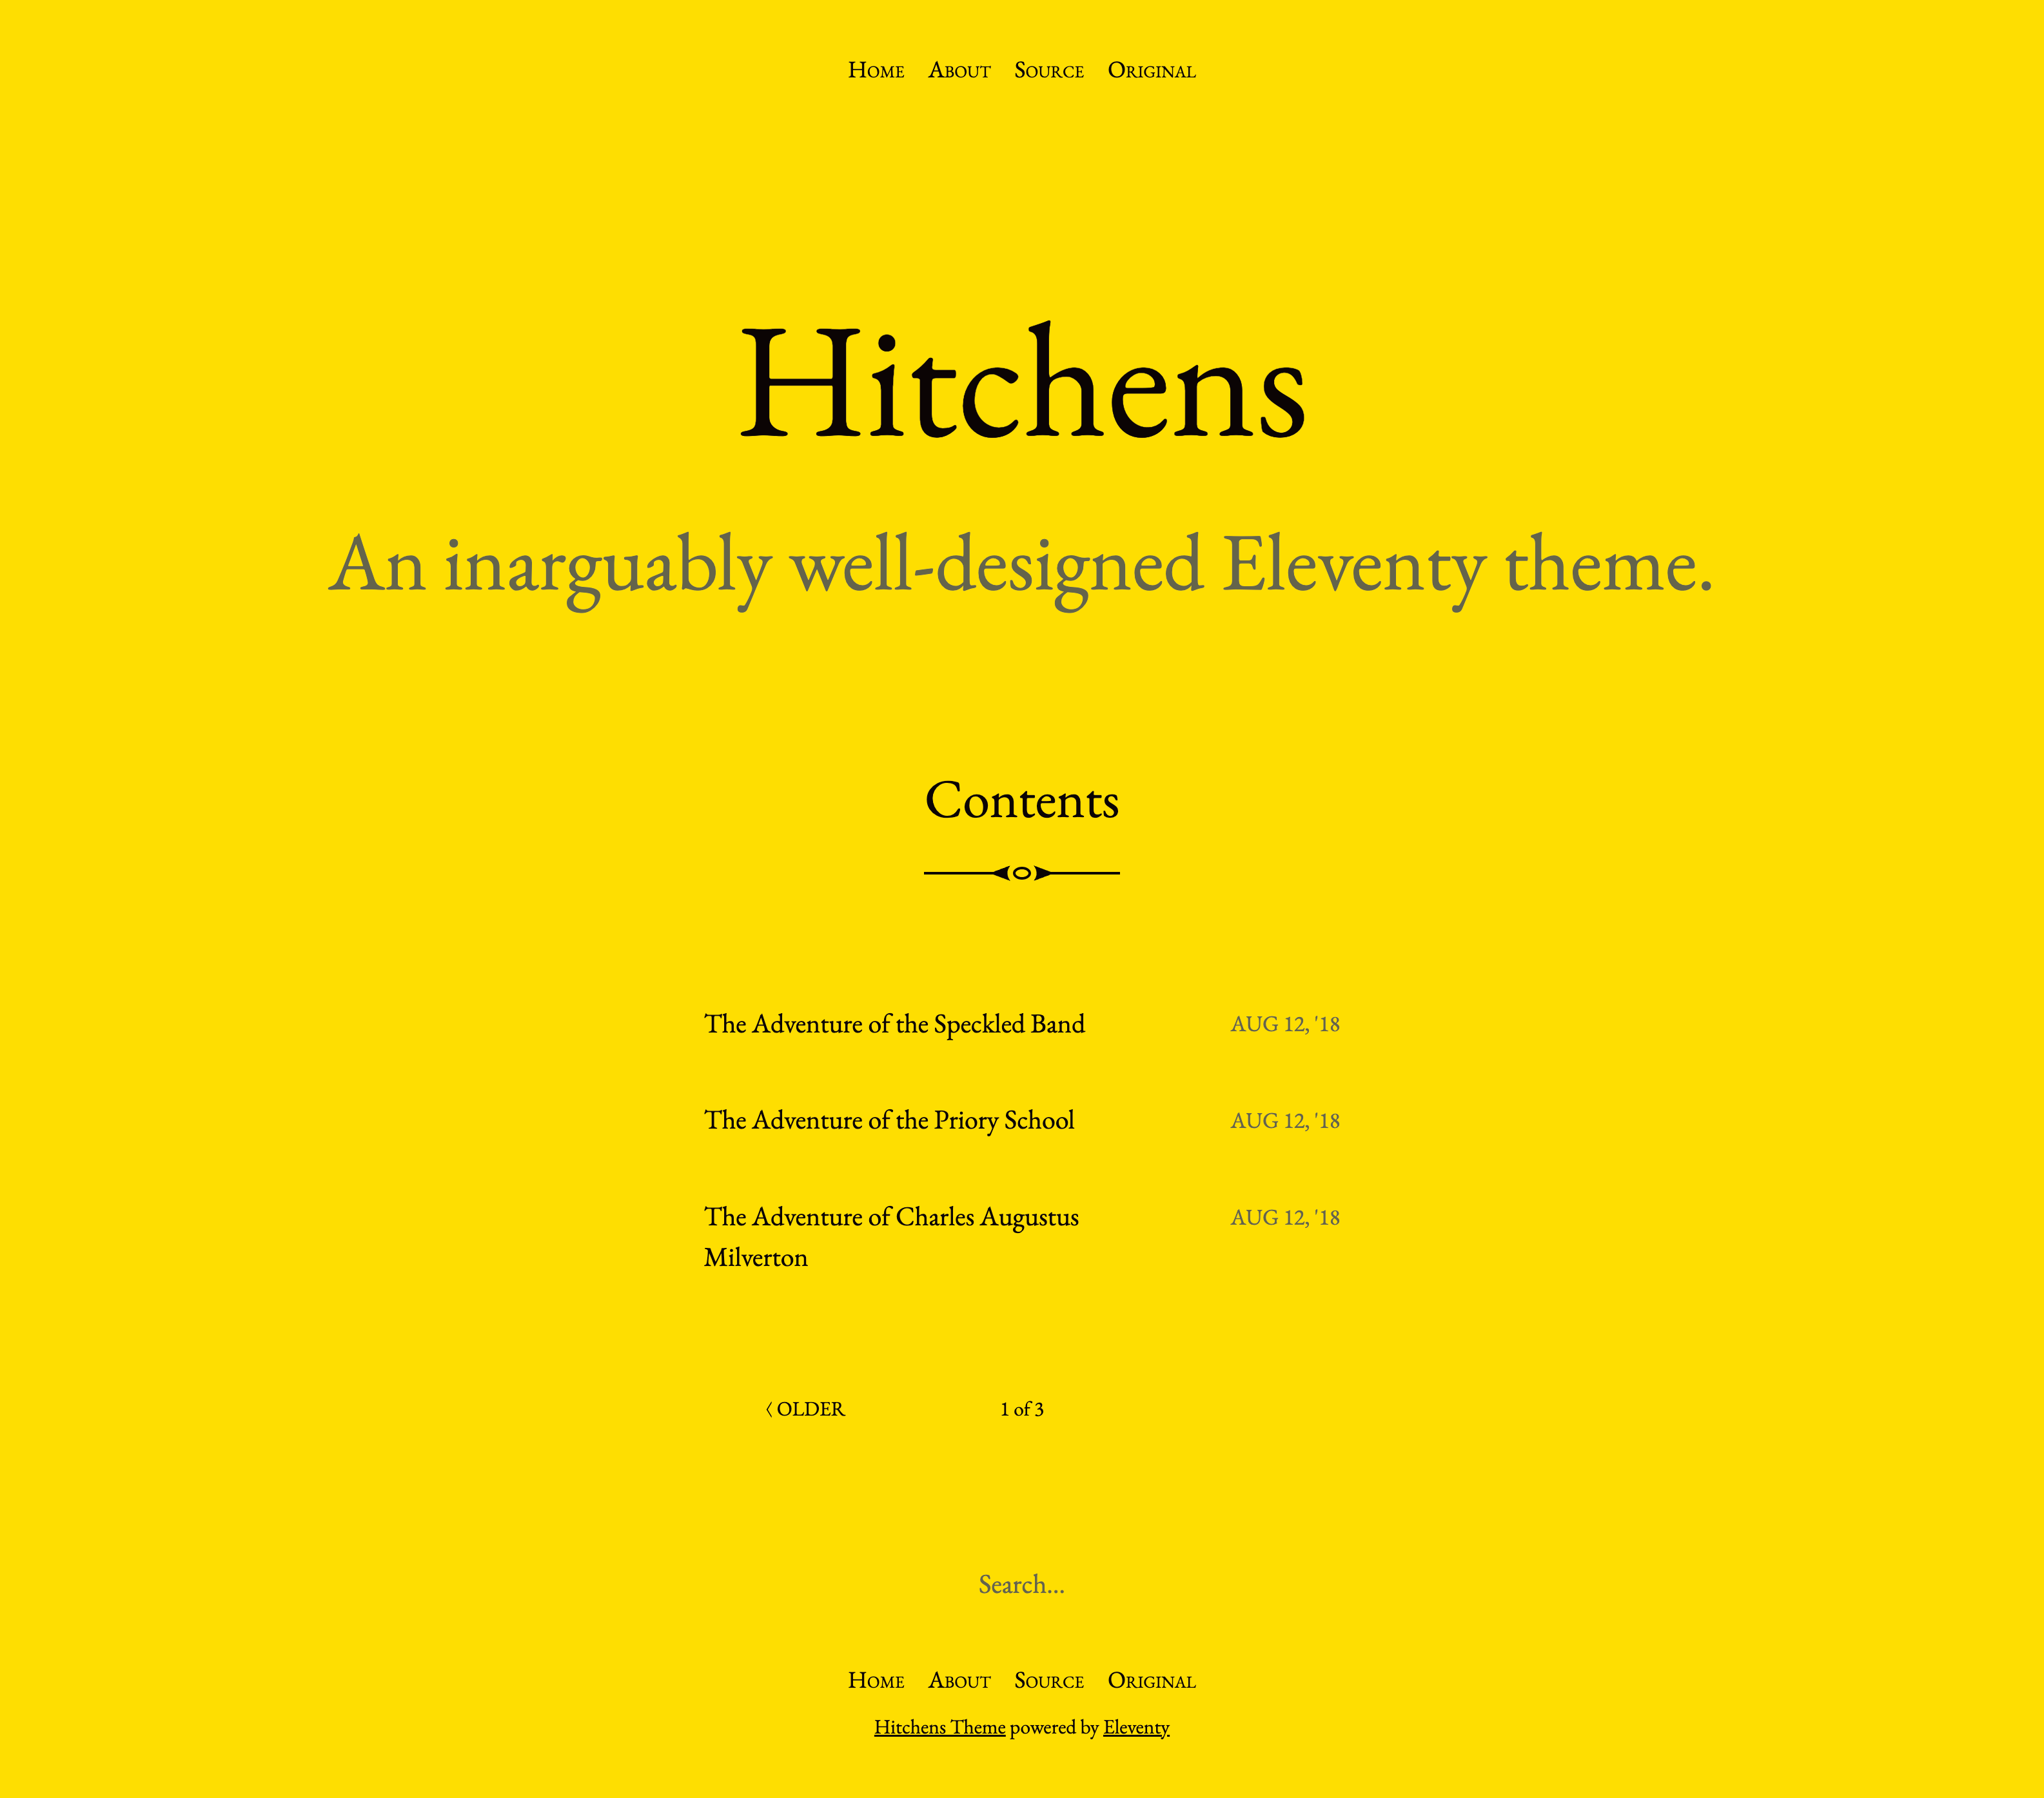 Home About Source Original
Hitchens
An inarguably well-designed Eleventy theme.
Contents
The Adventure of the Speckled Band AUG 12, '18
The Adventure of the Priory School AUG 12, '18
The Adventure of Charles Augustus AUG 12, '18
Milverton
〈 OLDER 1 of 3
Search...
Home About Source Original
Hitchens Theme powered by Eleventy